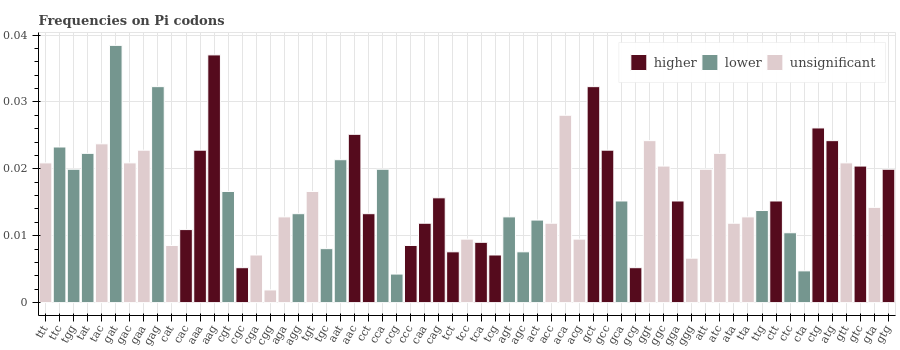 Frequencies on Pi codons
higher lower unsignificant
0.04
0.03
0.02
0.01
0
ttt ttc tgg tat tac gat gac gaa gag cat cac aaa aag cgt cgc cga cgg aga agg tgt tgc aat aac cct cca ccg ccc caa cag tct tcc tca tcg agt agc act acc aca acg gct gcc gca gcg ggt ggc gga ggg att atc ata tta ttg ctt ctc cta ctg atg gtt gtc gta gtg